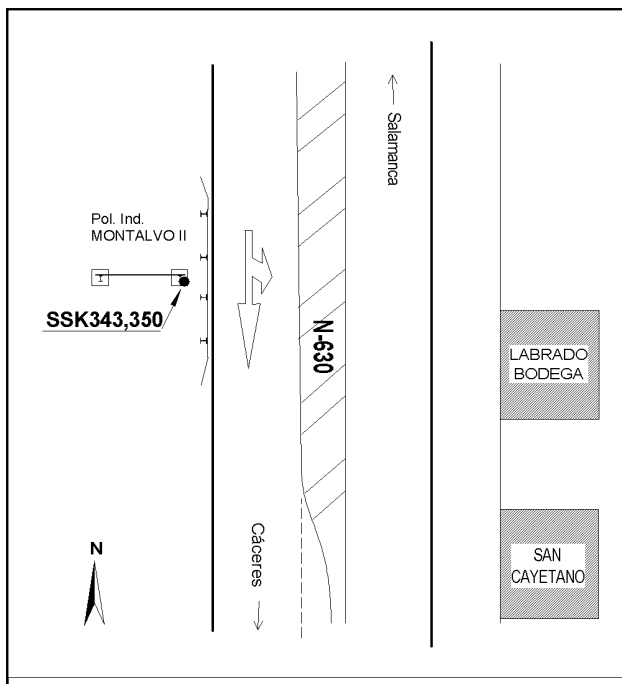 Salamanca
Pol. Ind.
MONTALVO II
SSK343,350
N-630
LABRADO
BODEGA
Cáceres
N
SAN
CAYETANO